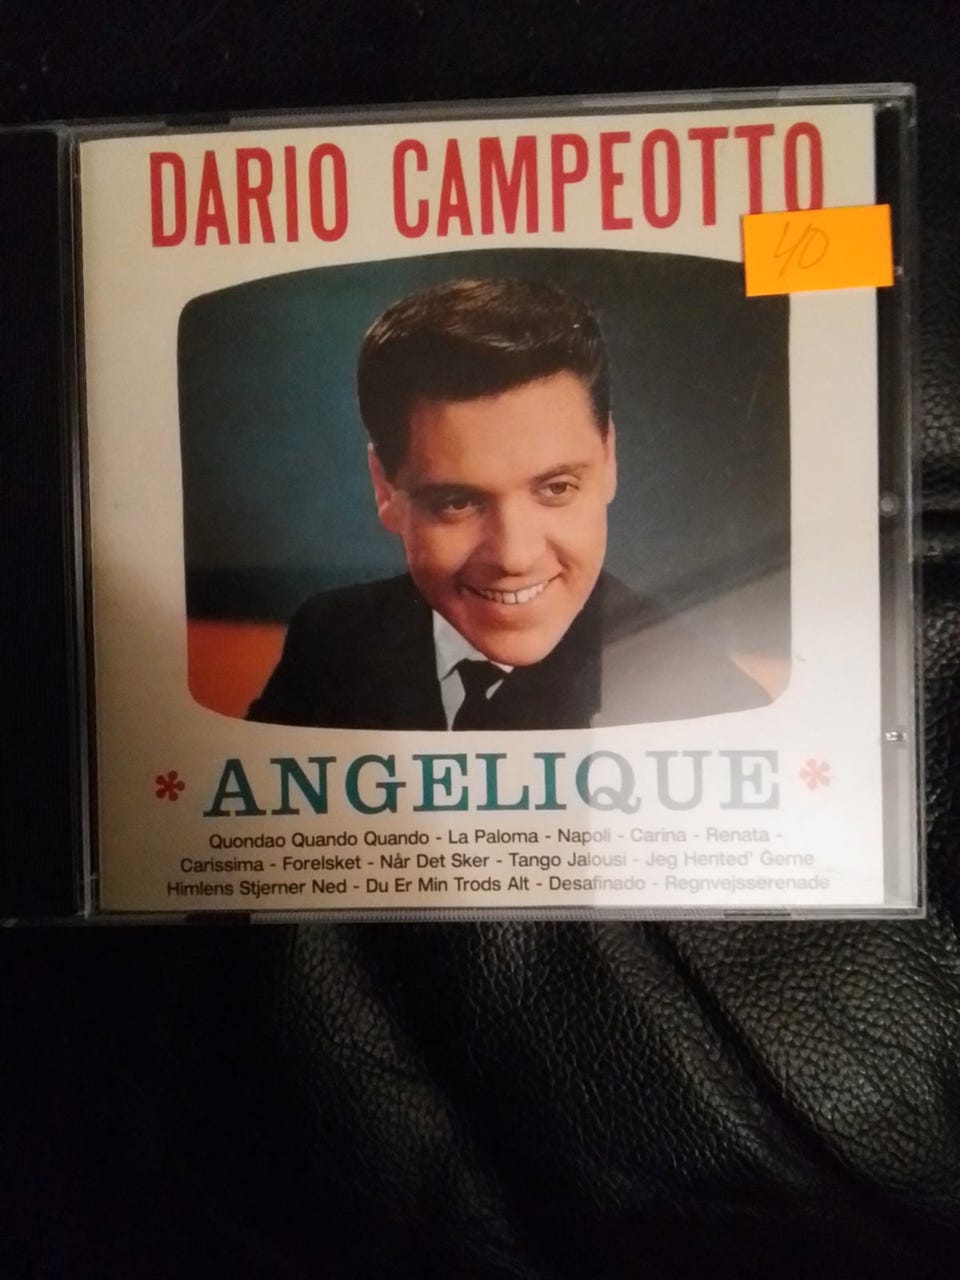 DARIO CAMPEOTTO
40
* ANGELIQUE *
Quondao Quando Quando - La Paloma - Napoli - Carina - Renata -
Carissima - Forelsket - Når Det Sker - Tango Jalousi - Jeg Hented' Gerne
Himlens Stjerner Ned - Du Er Min Trods Alt - Desafinado - Regnvejsserenade